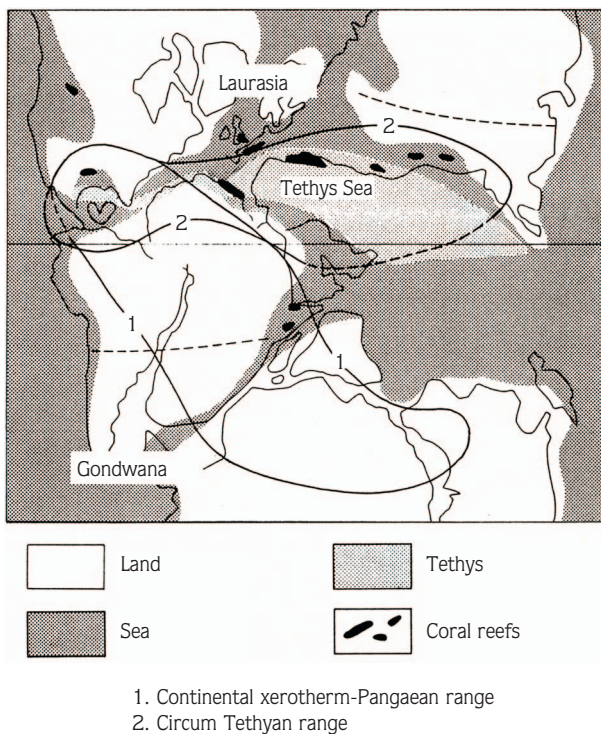 Laurasia
2
Tethys Sea
2
1
1
Gondwana
Land
Tethys
Sea
Coral reefs
1. Continental xerotherm-Pangaean range
2. Circum Tethyan range